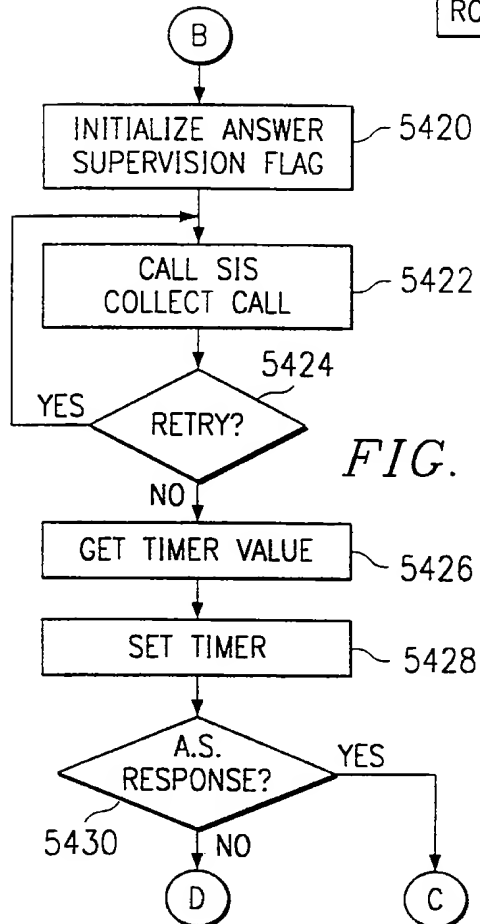 B
RO
INITIALIZE ANSWER
SUPERVISION FLAG
5420
CALL SIS
COLLECT CALL
5422
5424
YES
RETRY?
FIG.
NO
GET TIMER VALUE
5426
SET TIMER
5428
A.S.
RESPONSE?
YES
5430
NO
D
C